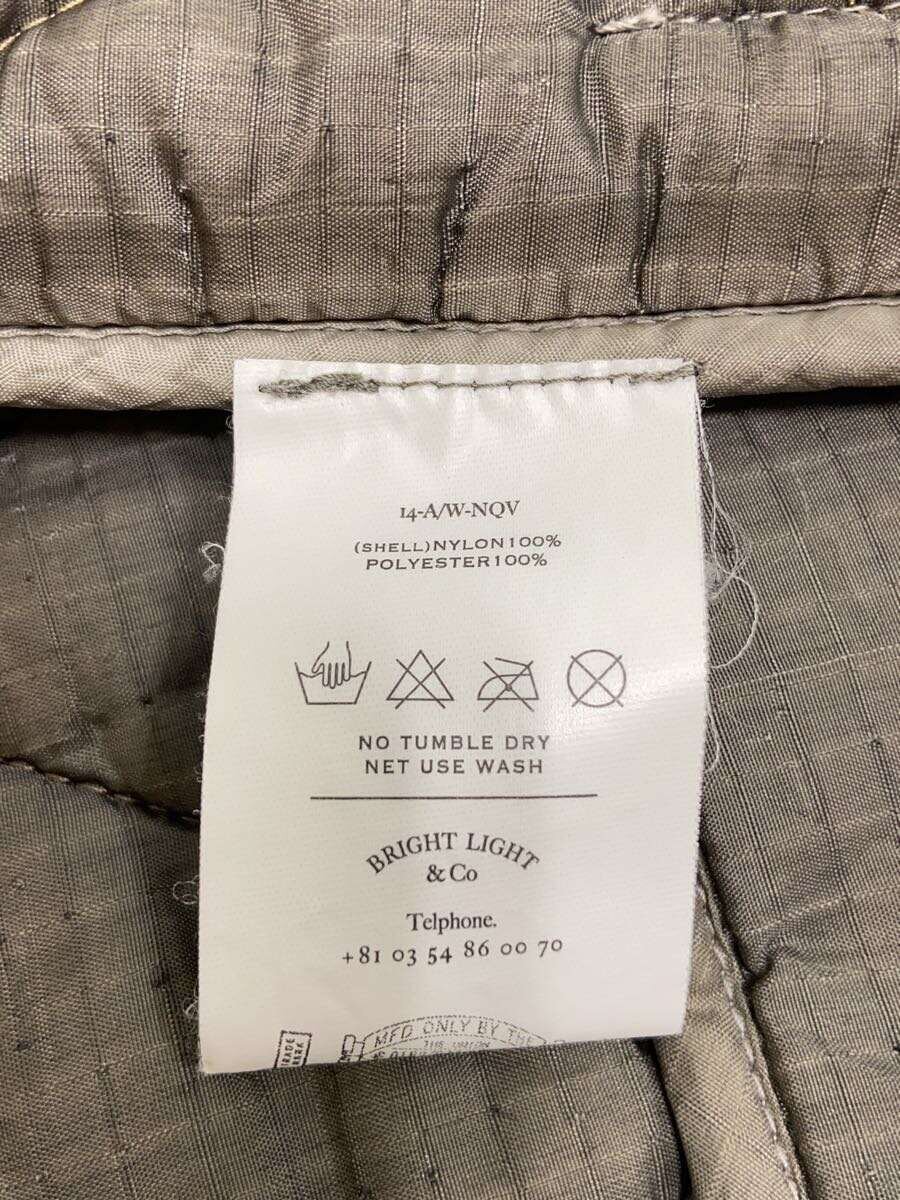 14-A/W-NQV
(SHELL)NYLON100%
POLYESTER100%
NO TUMBLE DRY
NET USE WASH
BRIGHT LIGHT
& Co
Telphone.
+81 03 54 86 00 70
MFD ONLY BY THE
TRADE